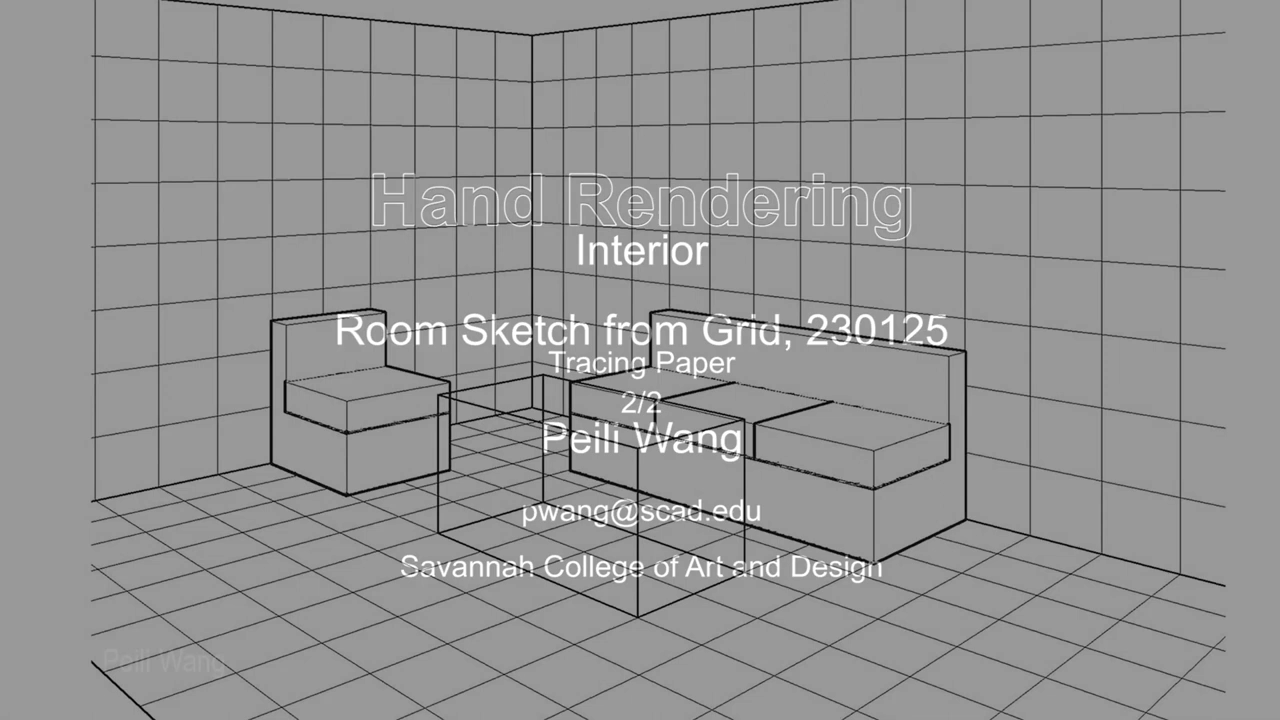 Hand Rendering
Interior
Room Sketch from Grid, 230125
Tracing Paper
2/2
Peili Wang
pwang@scad.edu
Savannah College of Art and Design
Peili Wang